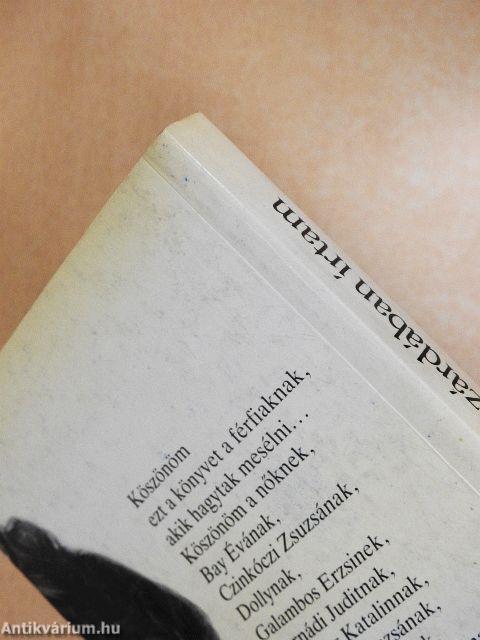 zárdában írtam
Köszönöm
ezt a könyvet a férfiaknak,
akik hagytak mesélni...
Köszönöm a nőknek,
Bay Évának,
Czinkóczi Zsuzsának,
Dollynak,
Galambos Erzsinek,
Juditnak,
Katalinnak,
Antikvárium.hu